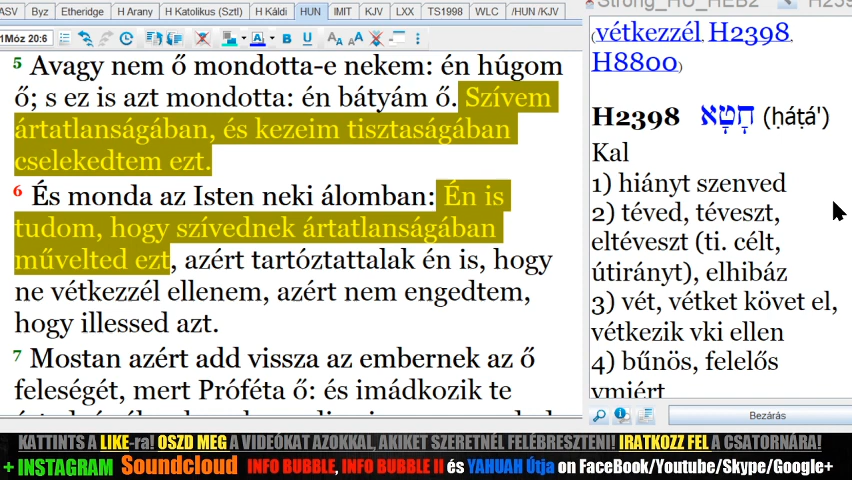 ASV Byz Etheridge H Arany H Katolikus (Sztl) H Káldi HUN IMIT KJV LXX TS1998 WLC /HUN /KJV
1Móz 20:6
5 Avagy nem ő mondotta-e nekem: én húgom
ő; s ez is azt mondotta: én bátyám ő. Szívem
ártatlanságában, és kezeim tisztaságában
cselekedtem ezt.
6 És monda az Isten neki álomban: Én is
tudom, hogy szívednek ártatlanságában
művelted ezt, azért tartóztattalak én is, hogy
ne vétkezzél ellenem, azért nem engedtem,
hogy illessed azt.
7 Mostan azért add vissza az embernek az ő
feleségét, mert Próféta ő: és imádkozik te
Strong_HU_HEB2
(vétkezzél, H2398,
H8800)
H2398 חָטָא (ḥáṭá')
Kal
1) hiányt szenved
2) téved, téveszt,
eltéveszt (ti. célt,
útirányt), elhibáz
3) vét, vétket követ el,
vétkezik vki ellen
4) bűnös, felelős
vmiért
Bezárás
KATTINTS A LIKE-ra! OSZD MEG A VIDEÓKAT AZOKKAL, AKIKET SZERETNÉL FELÉBRESZTENI! IRATKOZZ FEL A CSATORNÁRA!
+ INSTAGRAM Soundcloud INFO BUBBLE, INFO BUBBLE II és YAHUAH Útja on FaceBook/Youtube/Skype/Google+